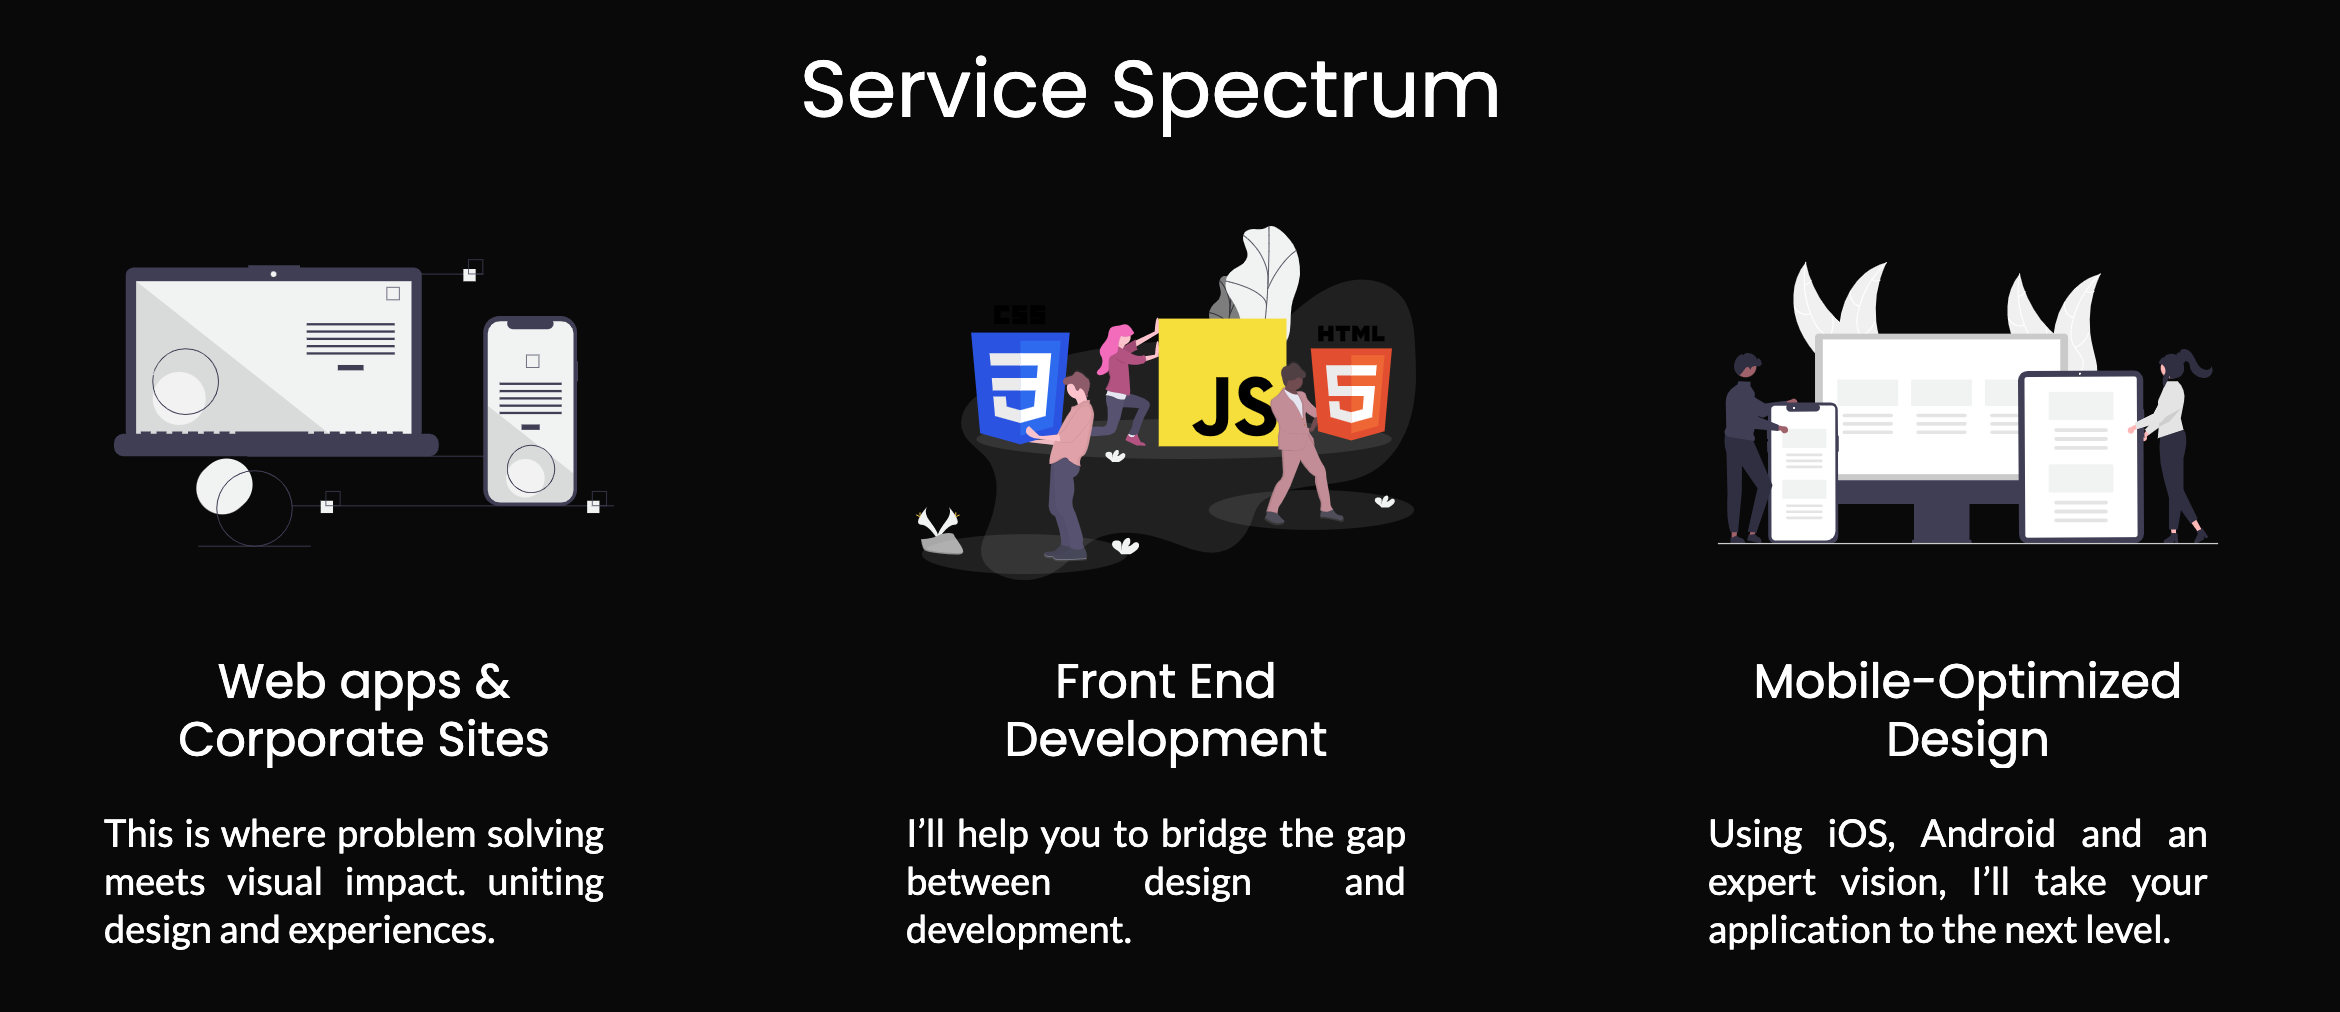 Service Spectrum
CSS
3
JS
HTML
5
Web apps &
Corporate Sites
This is where problem solving
meets visual impact. uniting
design and experiences.
Front End
Development
I’ll help you to bridge the gap
between design and
development.
Mobile-Optimized
Design
Using iOS, Android and an
expert vision, I’ll take your
application to the next level.